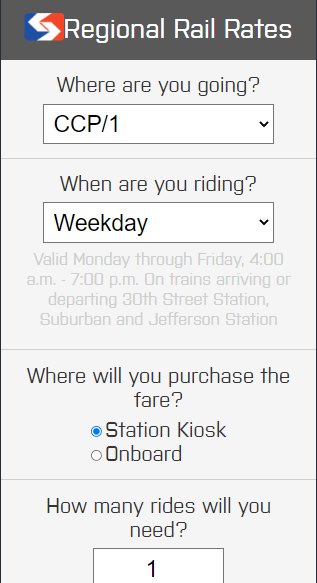 Regional Rail Rates
Where are you going?
CCP/1
When are you riding?
Weekday
Valid Monday through Friday, 4:00
a.m. - 7:00 p.m. On trains arriving or
departing 30th Street Station,
Suburban and Jefferson Station
Where will you purchase the
fare?
Station Kiosk
Onboard
How many rides will you
need?
1